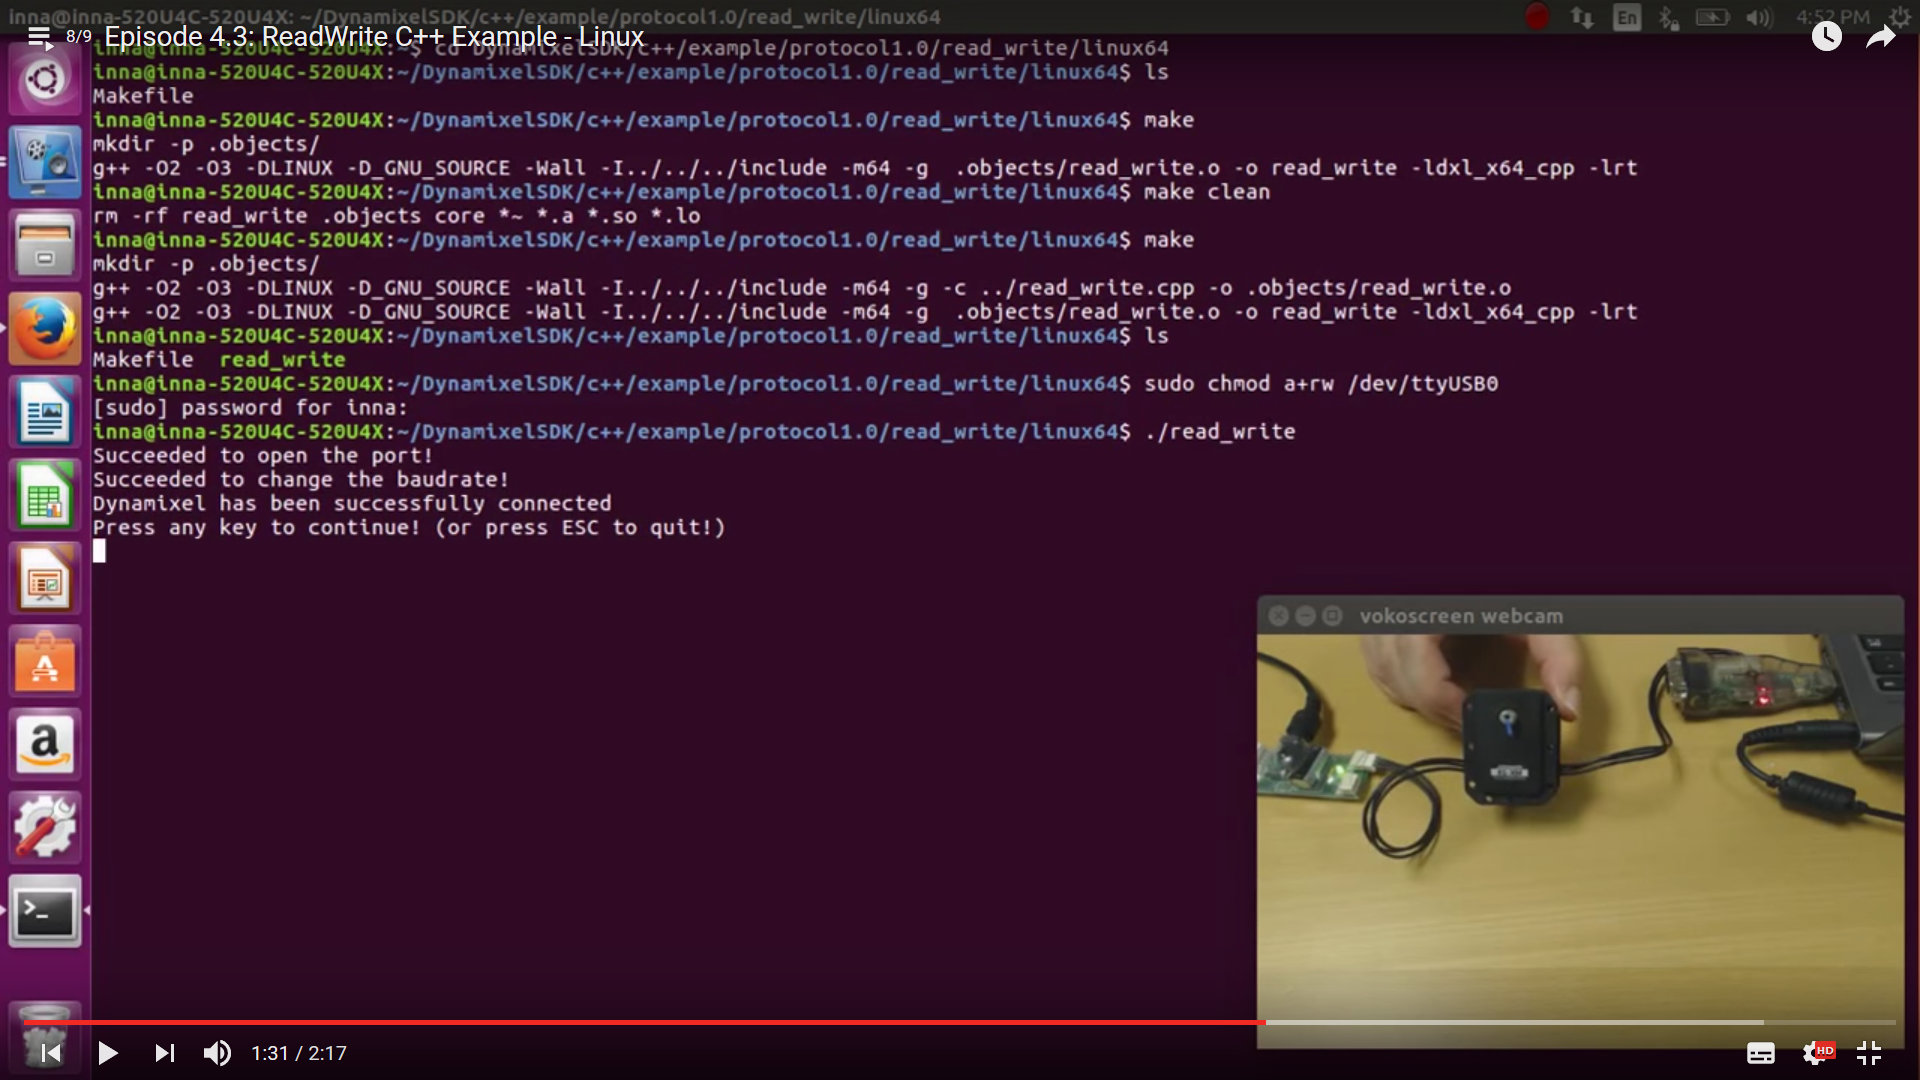 inna@inna-520U4C-520U4X: ~/DynamixelSDK/c++/example/protocol1.0/read_write/linux64
En
4:52 PM
8/9
Episode 4.3: ReadWrite C++ Example - Linux
inna@inna-520U4C-520U4X:~$ cd DynamixelSDK/c++/example/protocol1.0/read_write/linux64
inna@inna-520U4C-520U4X:~/DynamixelSDK/c++/example/protocol1.0/read_write/linux64$ ls
Makefile
inna@inna-520U4C-520U4X:~/DynamixelSDK/c++/example/protocol1.0/read_write/linux64$ make
mkdir -p .objects/
g++ -O2 -O3 -DLINUX -D_GNU_SOURCE -Wall -I../../../include -m64 -g  .objects/read_write.o -o read_write -ldxl_x64_cpp -lrt
inna@inna-520U4C-520U4X:~/DynamixelSDK/c++/example/protocol1.0/read_write/linux64$ make clean
rm -rf read_write .objects core *~ *.a *.so *.lo
inna@inna-520U4C-520U4X:~/DynamixelSDK/c++/example/protocol1.0/read_write/linux64$ make
mkdir -p .objects/
g++ -O2 -O3 -DLINUX -D_GNU_SOURCE -Wall -I../../../include -m64 -g -c ../read_write.cpp -o .objects/read_write.o
g++ -O2 -O3 -DLINUX -D_GNU_SOURCE -Wall -I../../../include -m64 -g  .objects/read_write.o -o read_write -ldxl_x64_cpp -lrt
inna@inna-520U4C-520U4X:~/DynamixelSDK/c++/example/protocol1.0/read_write/linux64$ ls
Makefile  read_write
inna@inna-520U4C-520U4X:~/DynamixelSDK/c++/example/protocol1.0/read_write/linux64$ sudo chmod a+rw /dev/ttyUSB0
[sudo] password for inna:
inna@inna-520U4C-520U4X:~/DynamixelSDK/c++/example/protocol1.0/read_write/linux64$ ./read_write
Succeeded to open the port!
Succeeded to change the baudrate!
Dynamixel has been successfully connected
Press any key to continue! (or press ESC to quit!)
vokoscreen webcam
1:31 / 2:17
HD